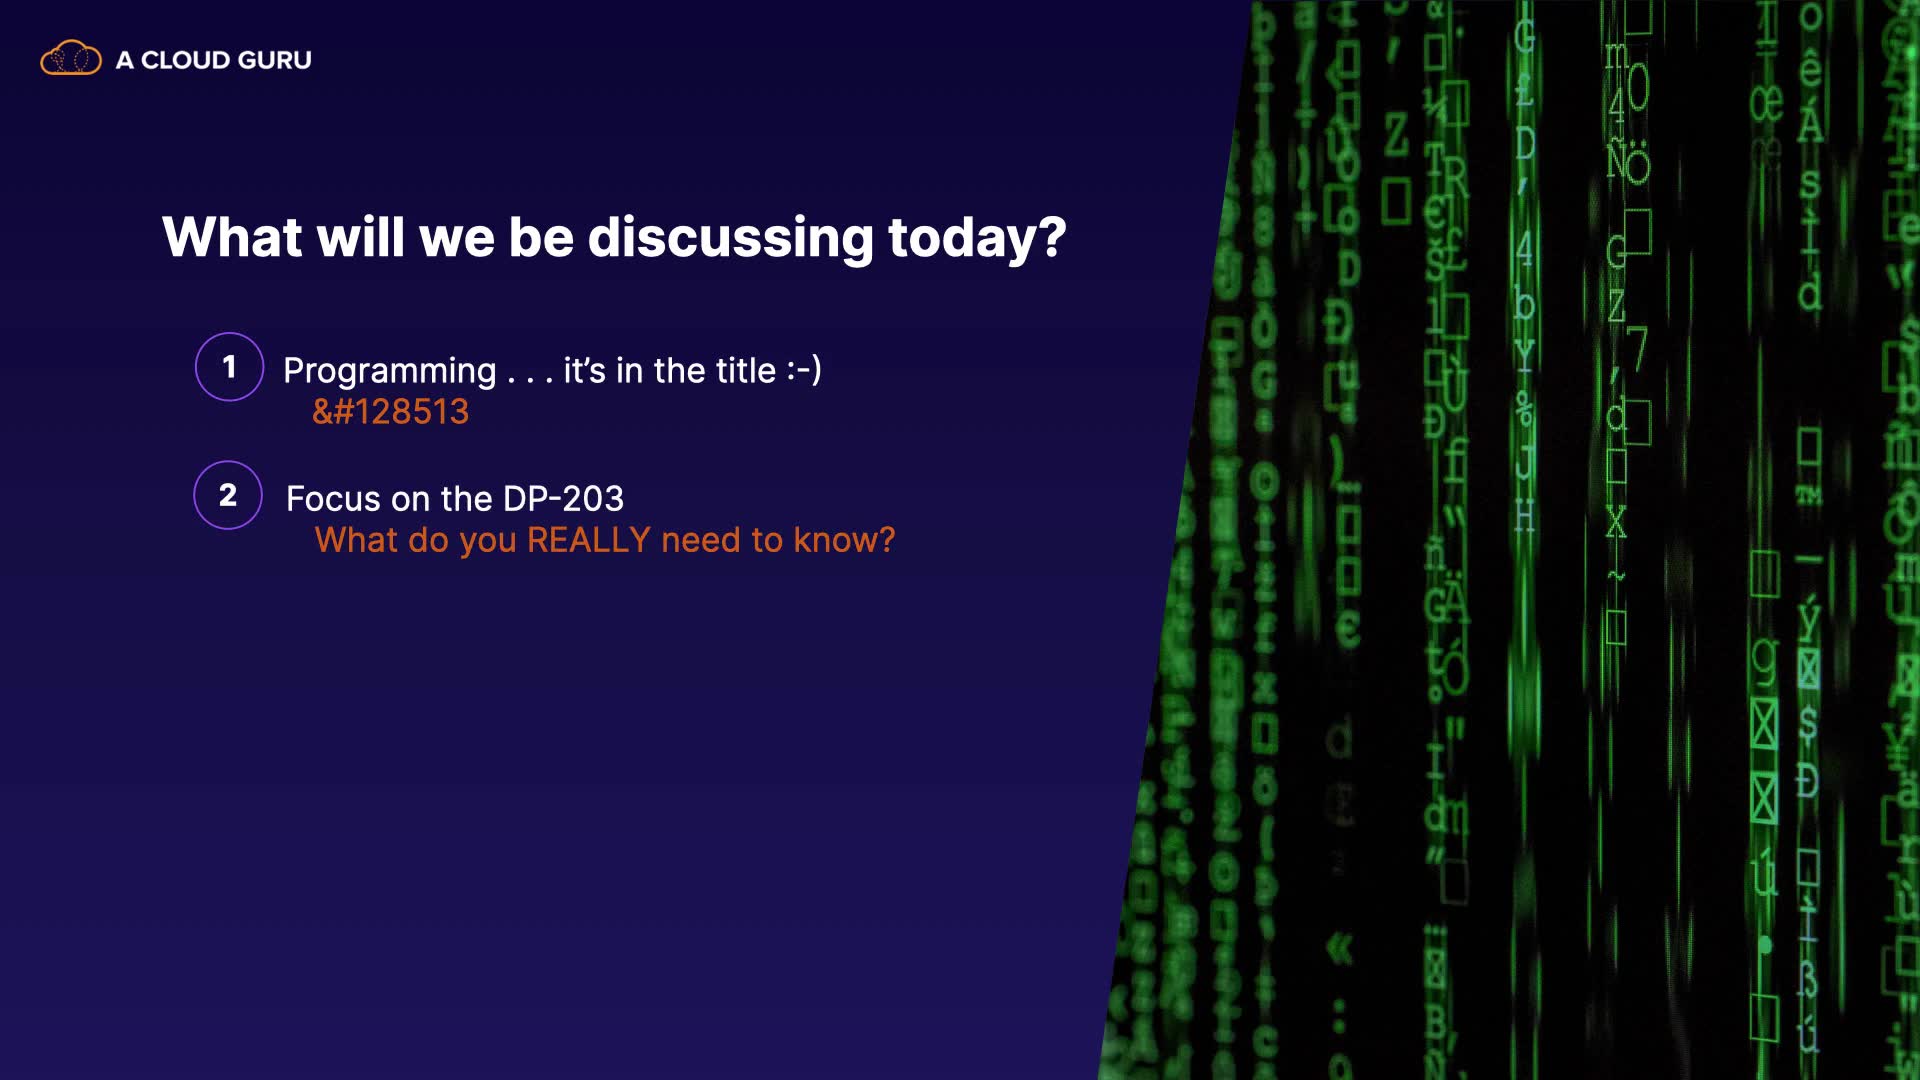 A CLOUD GURU
What will we be discussing today?
1 Programming . . . it’s in the title :-)
&#128513
2 Focus on the DP-203
What do you REALLY need to know?